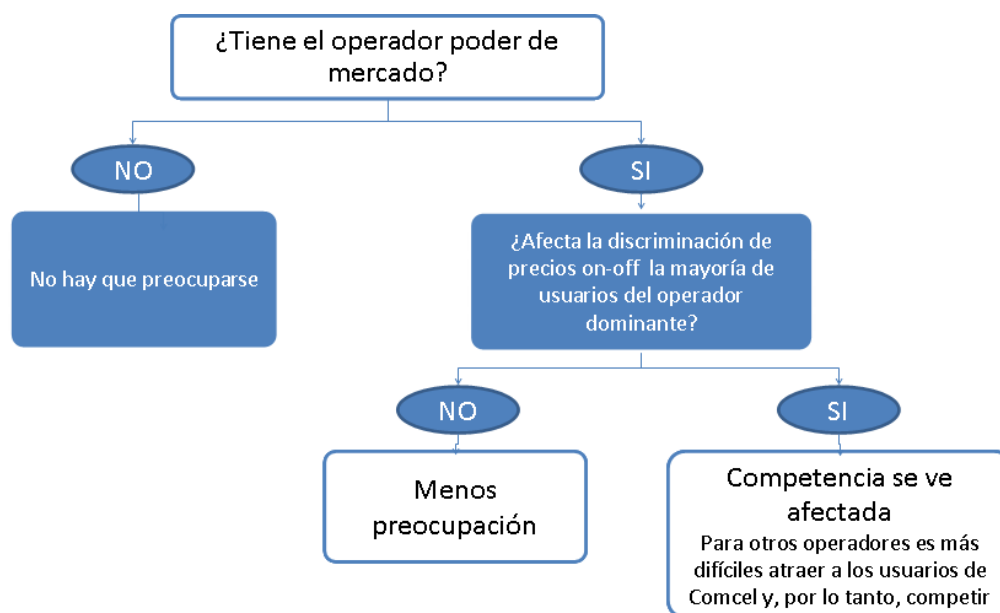 ¿Tiene el operador poder de
mercado?
NO
SI
No hay que preocuparse
¿Afecta la discriminación de
precios on-off la mayoría de
usuarios del operador
dominante?
NO
SI
Menos
preocupación
Competencia se ve
afectada
Para otros operadores es más
difíciles atraer a los usuarios de
Comcel y, por lo tanto, competir